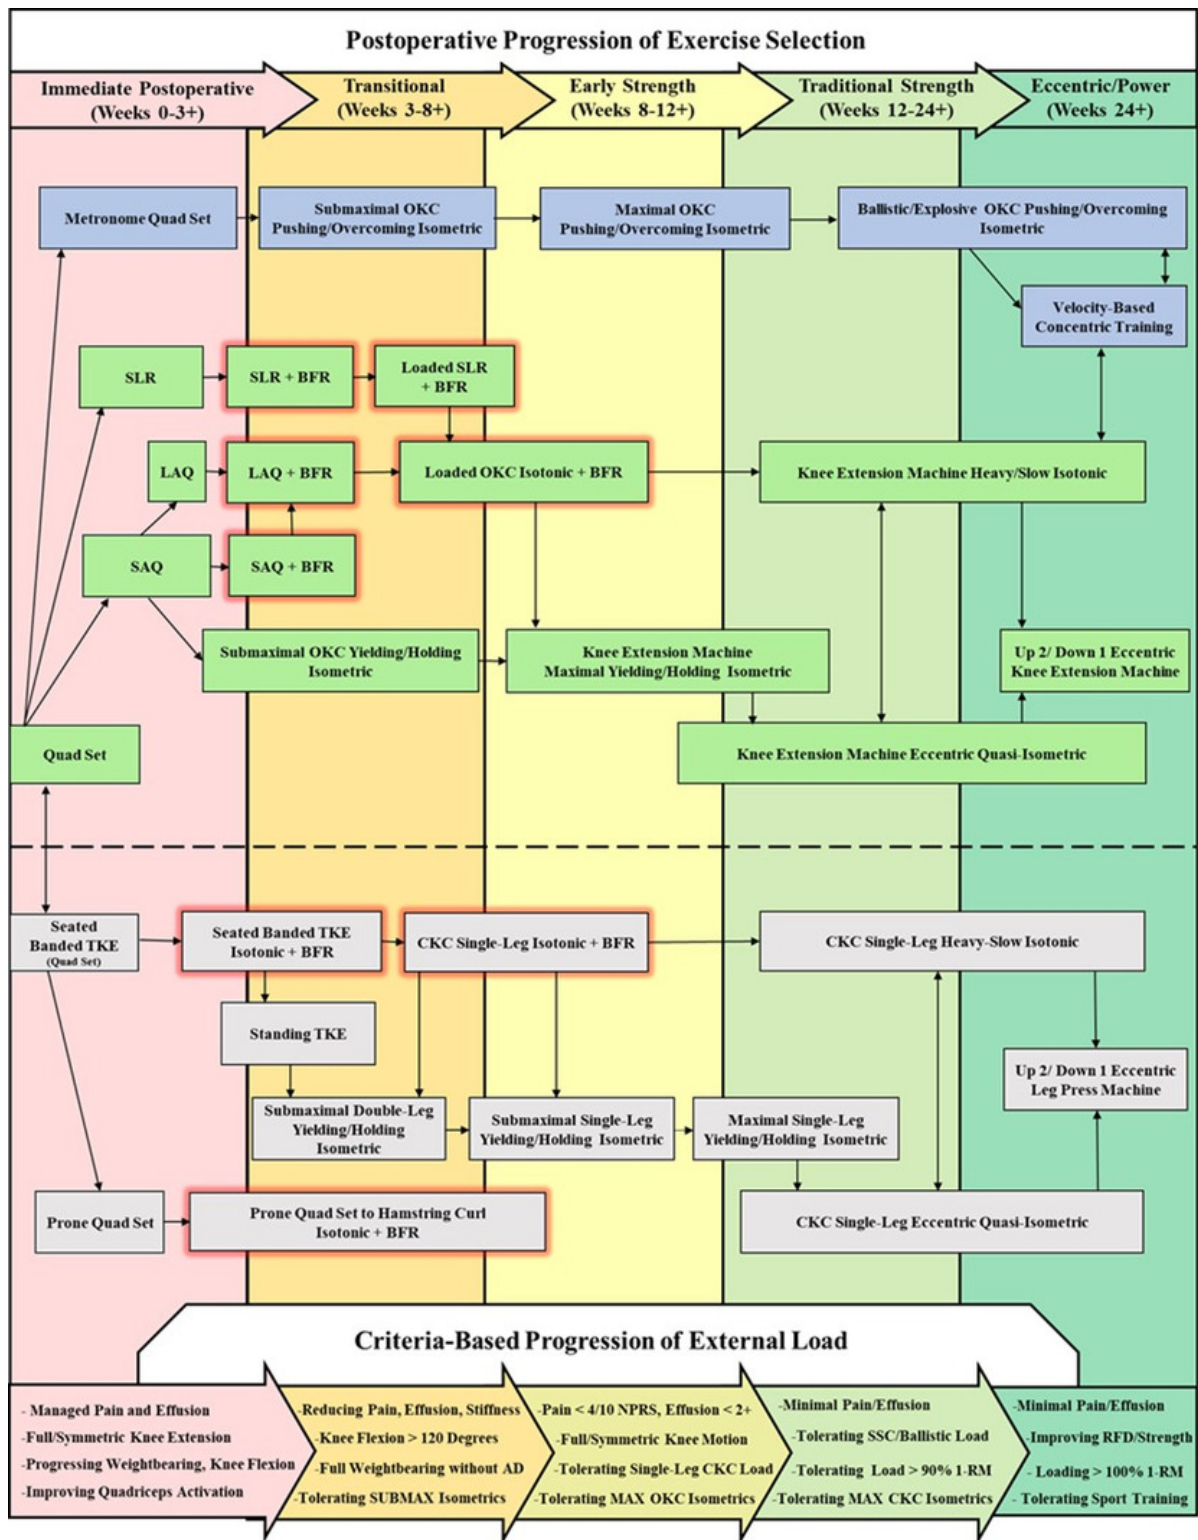 Postoperative Progression of Exercise Selection
Immediate Postoperative
(Weeks 0-3+)
Transitional
(Weeks 3-8+)
Early Strength
(Weeks 8-12+)
Traditional Strength
(Weeks 12-24+)
Eccentric/Power
(Weeks 24+)
Metronome Quad Set
Submaximal OKC
Pushing/Overcoming Isometric
Maximal OKC
Pushing/Overcoming Isometric
Ballistic/Explosive OKC Pushing/Overcoming
Isometric
Velocity-Based
Concentric Training
SLR
SLR + BFR
Loaded SLR
+ BFR
LAQ
LAQ + BFR
Loaded OKC Isotonic + BFR
Knee Extension Machine Heavy/Slow Isotonic
SAQ
SAQ + BFR
Submaximal OKC Yielding/Holding
Isometric
Knee Extension Machine
Maximal Yielding/Holding Isometric
Up 2/ Down 1 Eccentric
Knee Extension Machine
Quad Set
Knee Extension Machine Eccentric Quasi-Isometric
Seated
Banded TKE
(Quad Set)
Seated Banded TKE
Isotonic + BFR
CKC Single-Leg Isotonic + BFR
CKC Single-Leg Heavy-Slow Isotonic
Standing TKE
Up 2/ Down 1 Eccentric
Leg Press Machine
Submaximal Double-Leg
Yielding/Holding
Isometric
Submaximal Single-Leg
Yielding/Holding Isometric
Maximal Single-Leg
Yielding/Holding Isometric
Prone Quad Set
Prone Quad Set to Hamstring Curl
Isotonic + BFR
CKC Single-Leg Eccentric Quasi-Isometric
Criteria-Based Progression of External Load
- Managed Pain and Effusion
-Full/Symmetric Knee Extension
-Progressing Weightbearing, Knee Flexion
-Improving Quadriceps Activation
-Reducing Pain, Effusion, Stiffness
-Knee Flexion > 120 Degrees
-Full Weightbearing without AD
-Tolerating SUBMAX Isometrics
-Pain < 4/10 NPRS, Effusion < 2+
-Full/Symmetric Knee Motion
-Tolerating Single-Leg CKC Load
-Tolerating MAX OKC Isometrics
-Minimal Pain/Effusion
-Tolerating SSC/Ballistic Load
-Tolerating Load > 90% 1-RM
-Tolerating MAX CKC Isometrics
-Minimal Pain/Effusion
-Improving RFD/Strength
- Loading > 100% 1-RM
- Tolerating Sport Training